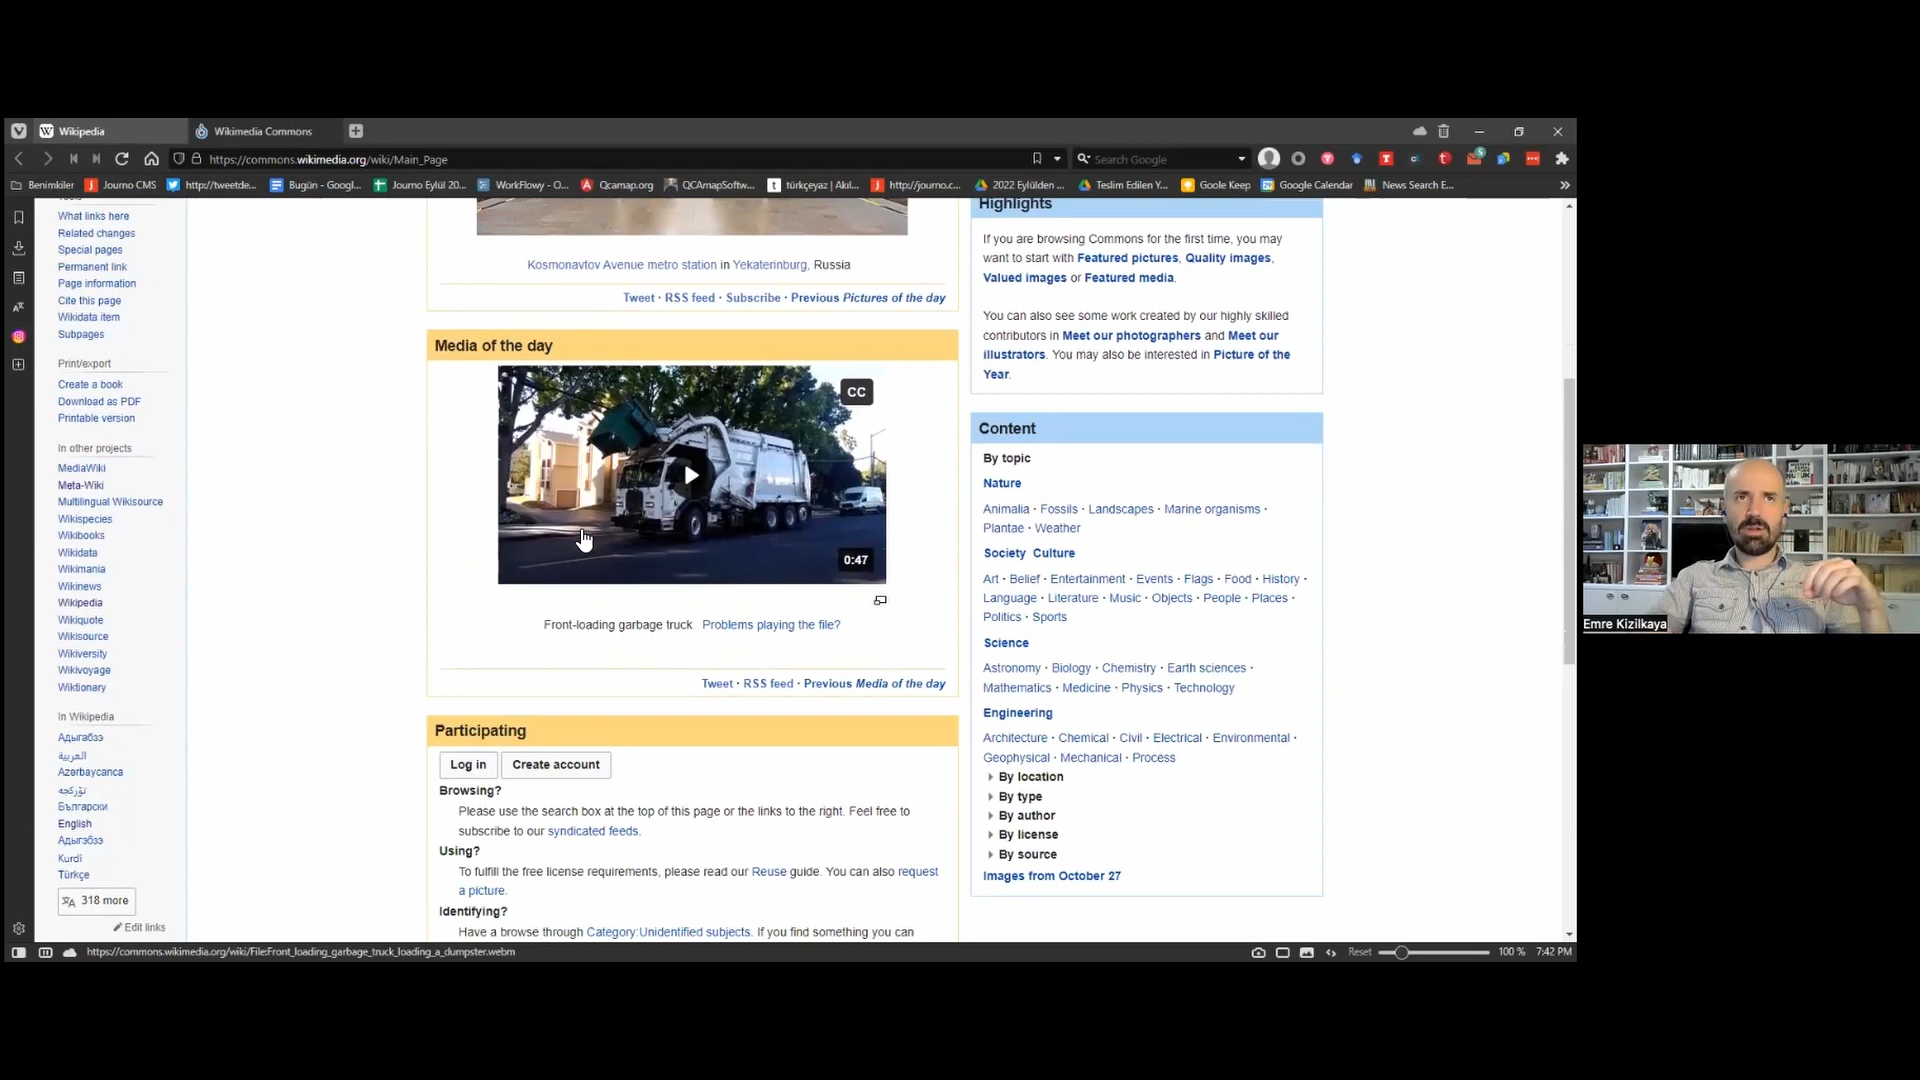 Wikipedia
Wikimedia Commons
https://commons.wikimedia.org/wiki/Main_Page
Search Google
Benimkiler
Journo CMS
http://tweetde...
Bugün - Googl...
Journo Eylül 20...
WorkFlowy - O...
Qcamap.org
QCAmapSoftw...
türkçeyaz | Akıl...
http://journo.c...
2022 Eylülden ...
Teslim Edilen Y...
Goole Keep
Google Calendar
News Search E...
Tools
What links here
Related changes
Special pages
Permanent link
Page information
Cite this page
Wikidata item
Subpages
Print/export
Create a book
Download as PDF
Printable version
In other projects
MediaWiki
Meta-Wiki
Multilingual Wikisource
Wikispecies
Wikibooks
Wikidata
Wikimania
Wikinews
Wikipedia
Wikiquote
Wikisource
Wikiversity
Wikivoyage
Wiktionary
In Wikipedia
Адыгабзэ
العربية
Azərbaycanca
تۆرکجه
Български
English
Адыгэбзэ
Kurdî
Türkçe
318 more
Edit links
Kosmonavtov Avenue metro station in Yekaterinburg, Russia
Tweet · RSS feed · Subscribe · Previous Pictures of the day
Media of the day
CC
0:47
Front-loading garbage truck Problems playing the file?
Tweet · RSS feed · Previous Media of the day
Participating
Log in
Create account
Browsing?
Please use the search box at the top of this page or the links to the right. Feel free to
subscribe to our syndicated feeds.
Using?
To fulfill the free license requirements, please read our Reuse guide. You can also request
a picture.
Identifying?
Have a browse through Category:Unidentified subjects. If you find something you can
Highlights
If you are browsing Commons for the first time, you may
want to start with Featured pictures, Quality images,
Valued images or Featured media.
You can also see some work created by our highly skilled
contributors in Meet our photographers and Meet our
illustrators. You may also be interested in Picture of the
Year.
Content
By topic
Nature
Animalia · Fossils · Landscapes · Marine organisms ·
Plantae · Weather
Society Culture
Art · Belief · Entertainment · Events · Flags · Food · History ·
Language · Literature · Music · Objects · People · Places ·
Politics · Sports
Science
Astronomy · Biology · Chemistry · Earth sciences ·
Mathematics · Medicine · Physics · Technology
Engineering
Architecture · Chemical · Civil · Electrical · Environmental ·
Geophysical · Mechanical · Process
By location
By type
By author
By license
By source
Images from October 27
https://commons.wikimedia.org/wiki/File:Front_loading_garbage_truck_loading_a_dumpster.webm
Reset
100 %
7:42 PM
Emre Kizilkaya